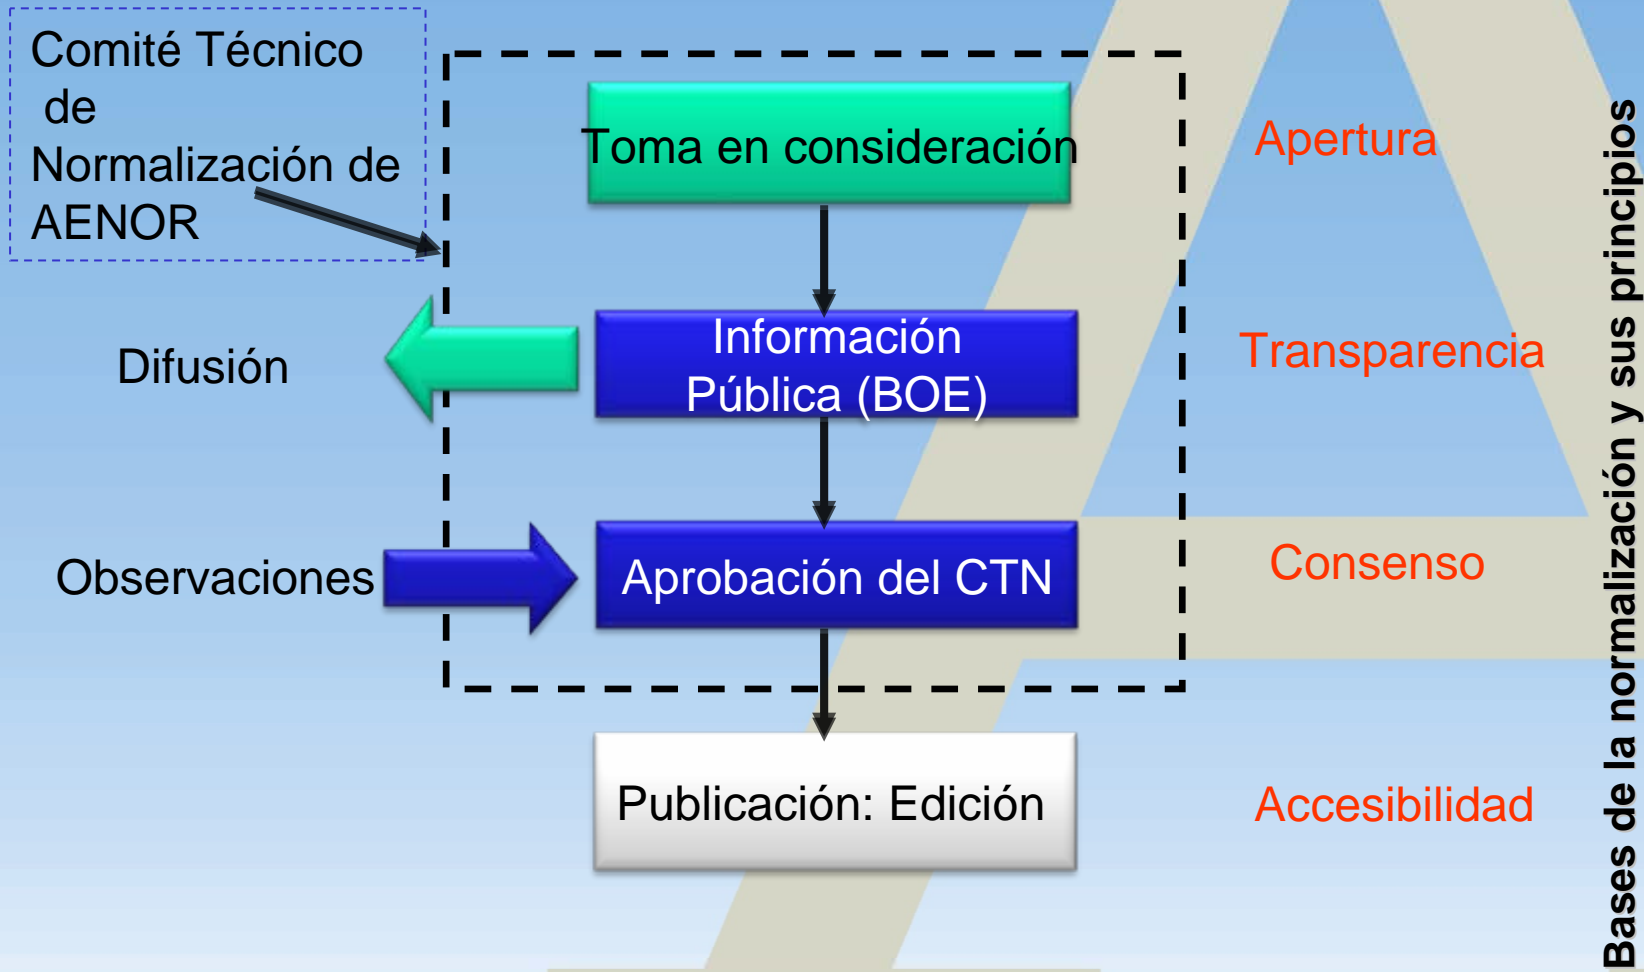 Comité Técnico
de
Normalización de
AENOR
Toma en consideración
Apertura
Información
Pública (BOE)
Difusión
Transparencia
Observaciones
Aprobación del CTN
Consenso
Publicación: Edición
Accesibilidad
Bases de la normalización y sus principios